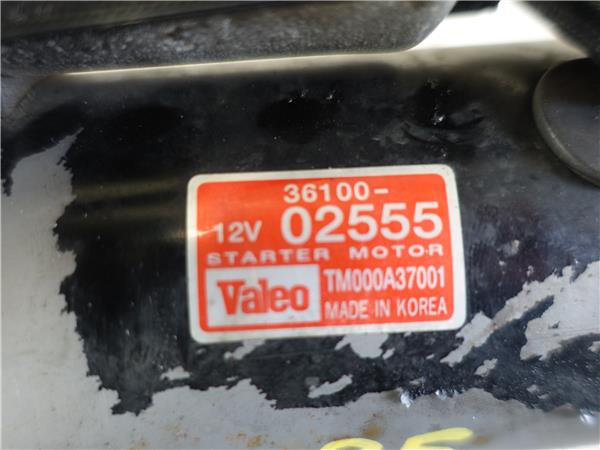 36100-
12V 02555
STARTER MOTOR
Valeo TM000A37001
MADE IN KOREA